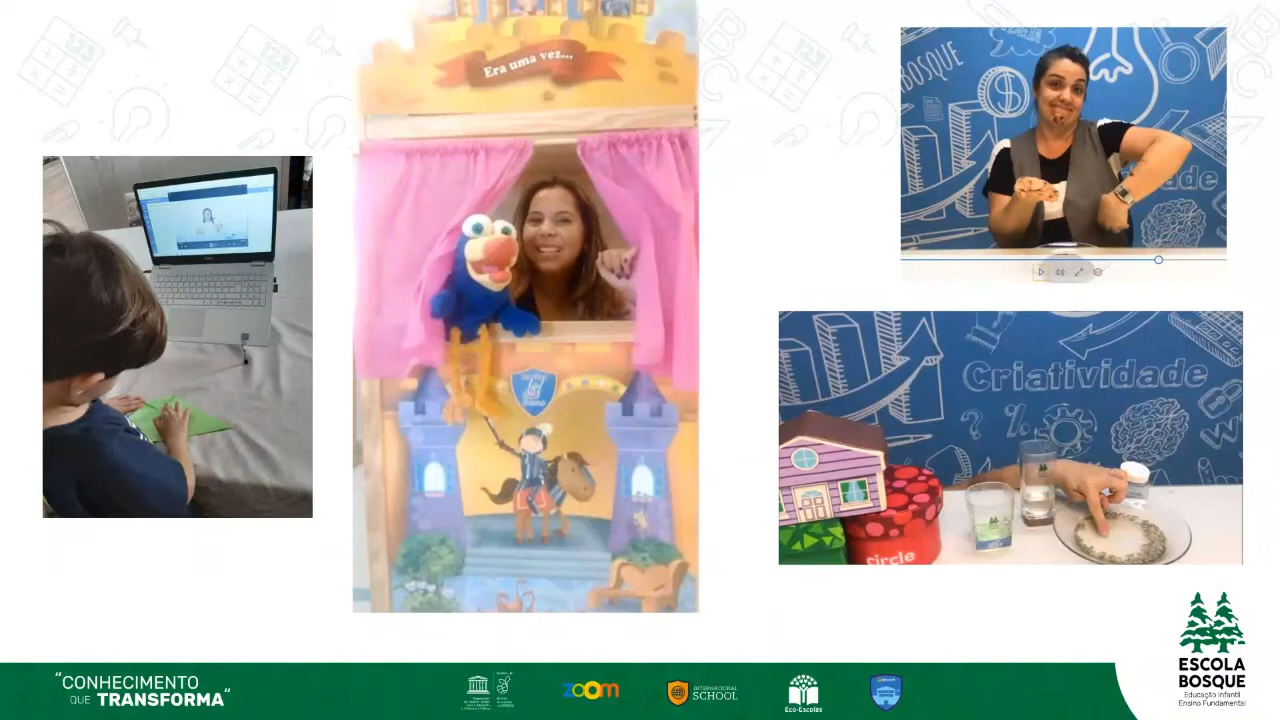 Era uma vez...
BOSQUE
Criatividade
circle
"CONHECIMENTO
QUE TRANSFORMA"
zoom
INTERNATIONAL
SCHOOL
Eco-Escolas
Microsoft
ESCOLA
BOSQUE
Educação Infantil
Ensino Fundamental